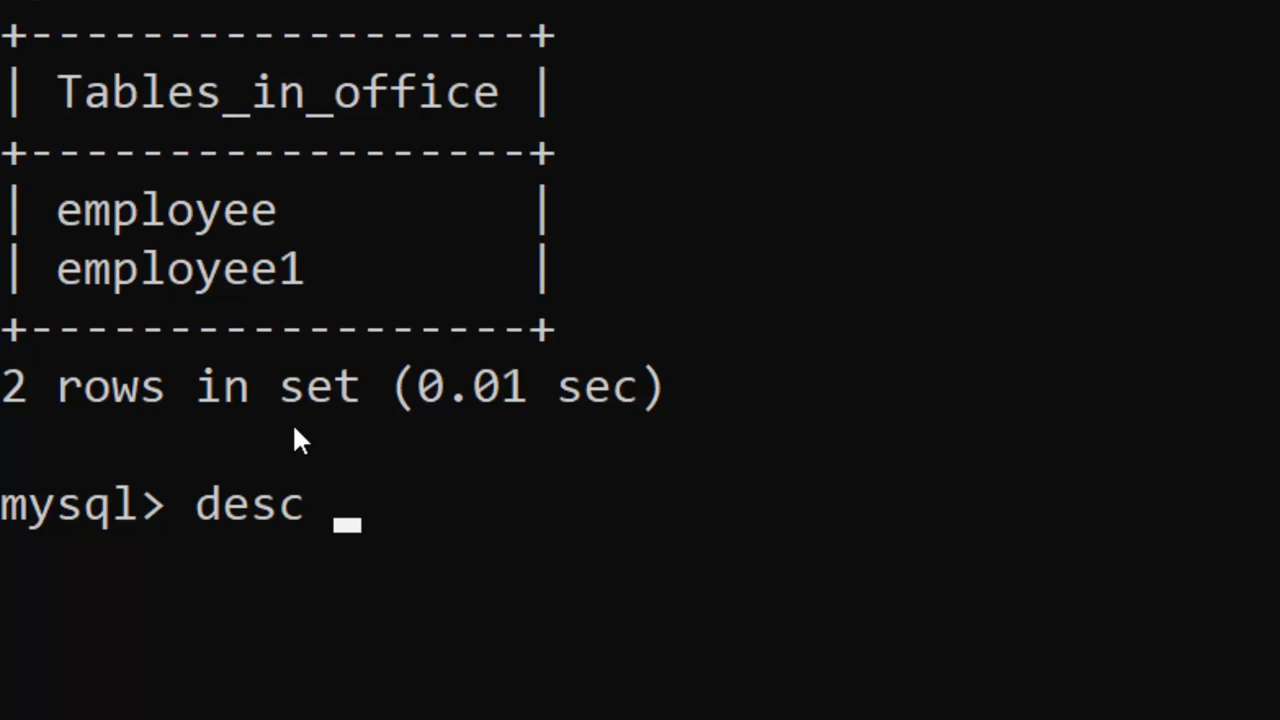 +------------------+
| Tables_in_office |
+------------------+
| employee         |
| employee1        |
+------------------+
2 rows in set (0.01 sec)
mysql> desc